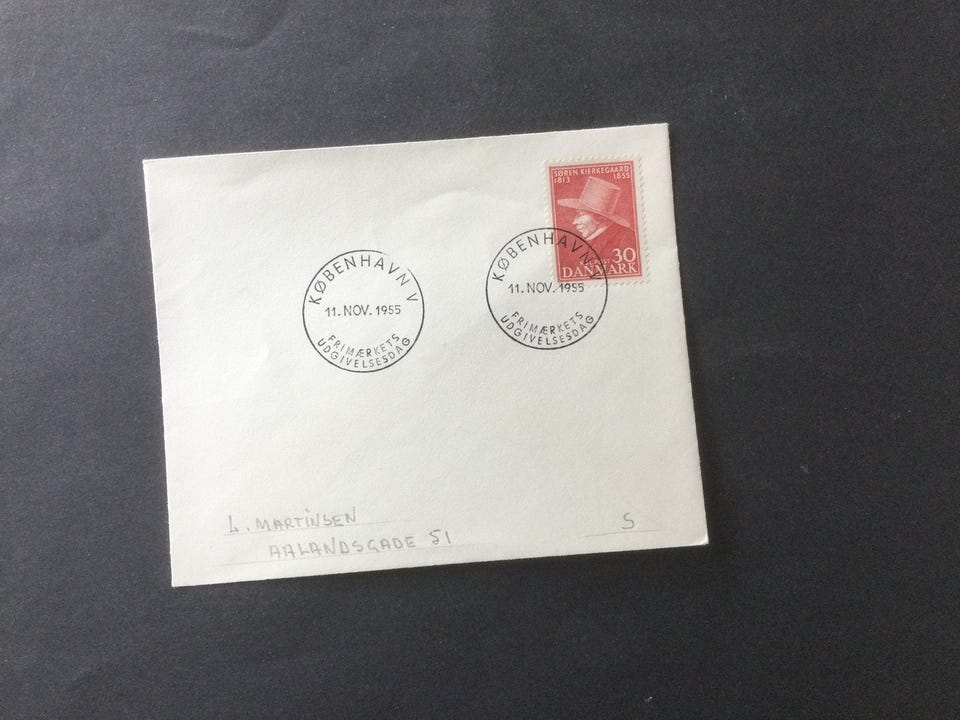 SØREN KIERKEGAARD
1813 1855
30
DANMARK
KØBENHAVN V
11. NOV. 1955
FRIMÆRKETS
UDGIVELSESDAG
KØBENHAVN V
11. NOV. 1955
FRIMÆRKETS
UDGIVELSESDAG
L. MARTINSEN
AALANDSGADE 51
S